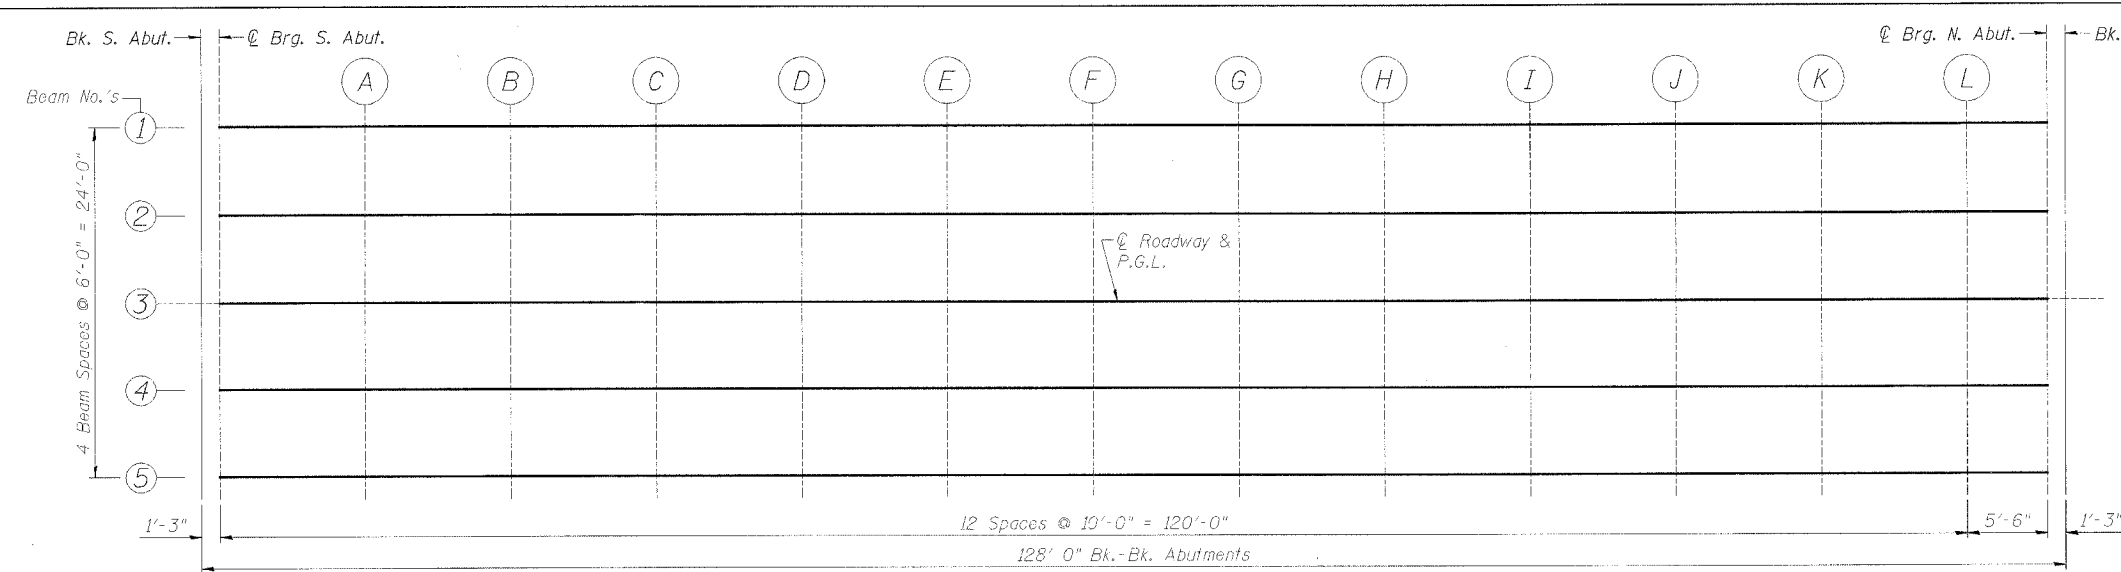 Bk. S. Abut.
℄ Brg. S. Abut.
℄ Brg. N. Abut.
Bk.
Beam No.'s
A B C D E F G H I J K L
1
2
℄ Roadway &
P.G.L.
3
4
5
4 Beam Spaces @ 6'-0" = 24'-0"
1'-3"
12 Spaces @ 10'-0" = 120'-0"
5'-6"
1'-3"
128' 0" Bk.-Bk. Abutments